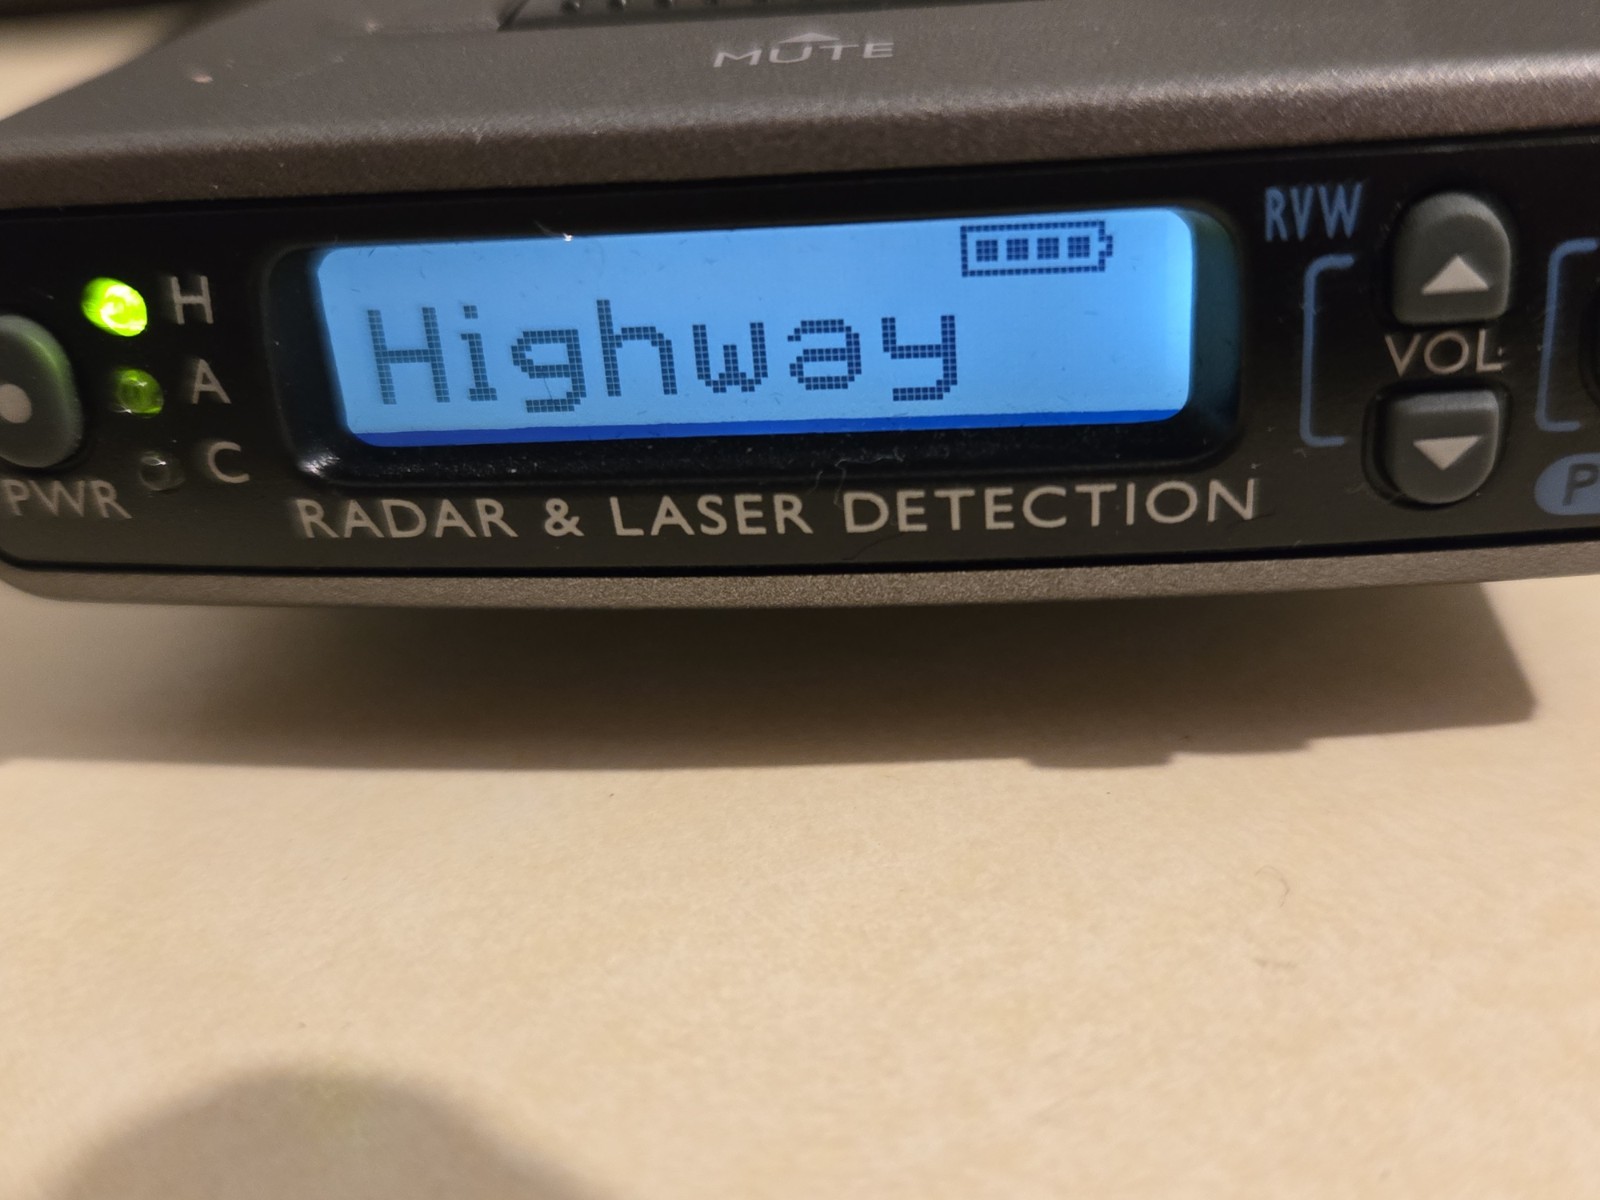 MUTE
RVW
H
Highway
A
VOL
C
PWR
RADAR & LASER DETECTION
P